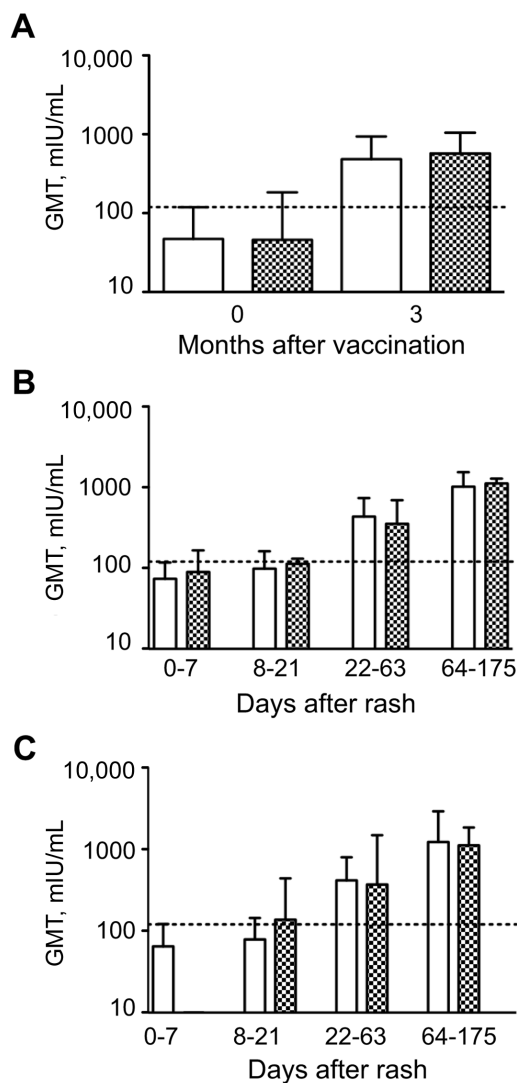 A
GMT, mIU/mL
10,000
1000
100
10
0 3
Months after vaccination
B
GMT, mIU/mL
10,000
1000
100
10
0-7 8-21 22-63 64-175
Days after rash
C
GMT, mIU/mL
10,000
1000
100
10
0-7 8-21 22-63 64-175
Days after rash